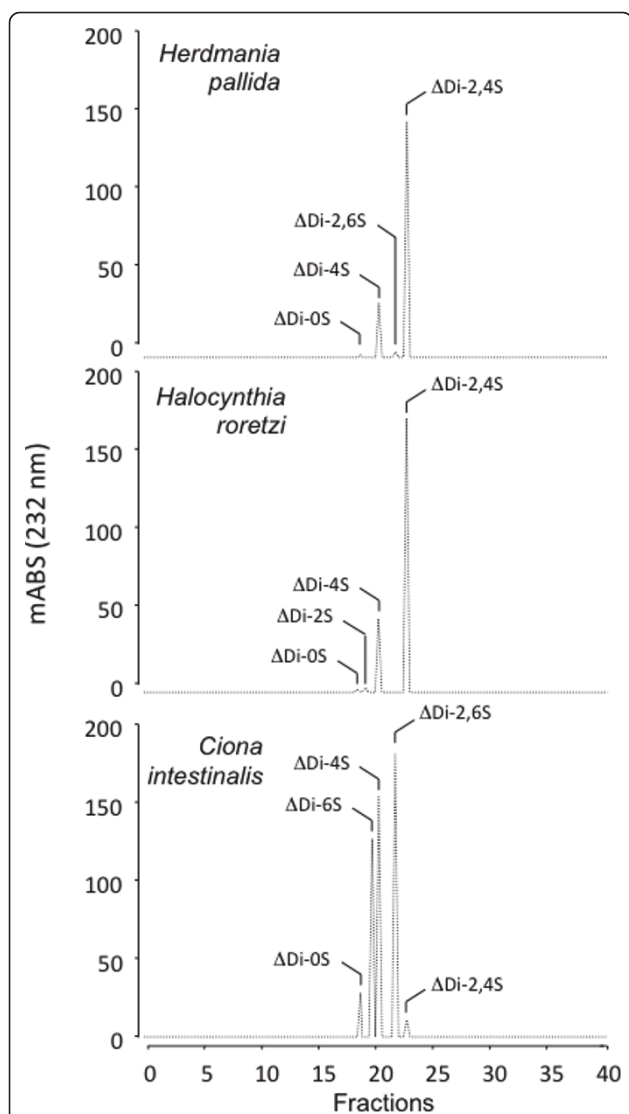 mABS (232 nm)
200
150
100
50
0
Herdmania
pallida
ΔDi-2,4S
ΔDi-2,6S
ΔDi-4S
ΔDi-0S
200
150
100
50
0
Halocynthia
roretzi
ΔDi-2,4S
ΔDi-4S
ΔDi-2S
ΔDi-0S
200
150
100
50
0
Ciona
intestinalis
ΔDi-2,6S
ΔDi-4S
ΔDi-6S
ΔDi-0S
ΔDi-2,4S
0 5 10 15 20 25 30 35 40
Fractions